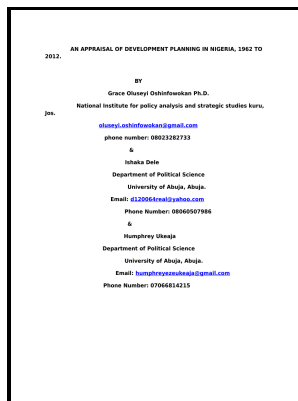 AN APPRAISAL OF DEVELOPMENT PLANNING IN NIGERIA, 1962 TO
2012.
BY
Grace Oluseyi Oshinfowokan Ph.D.
National Institute for policy analysis and strategic studies kuru,
Jos.
oluseyi.oshinfowokan@gmail.com
phone number: 08023282733
&
Ishaka Dele
Department of Political Science
University of Abuja, Abuja.
Email: d120064real@yahoo.com
Phone Number: 08060507986
&
Humphrey Ukeaja
Department of Political Science
University of Abuja, Abuja.
Email: humphreyezeukeaja@gmail.com
Phone Number: 07066814215